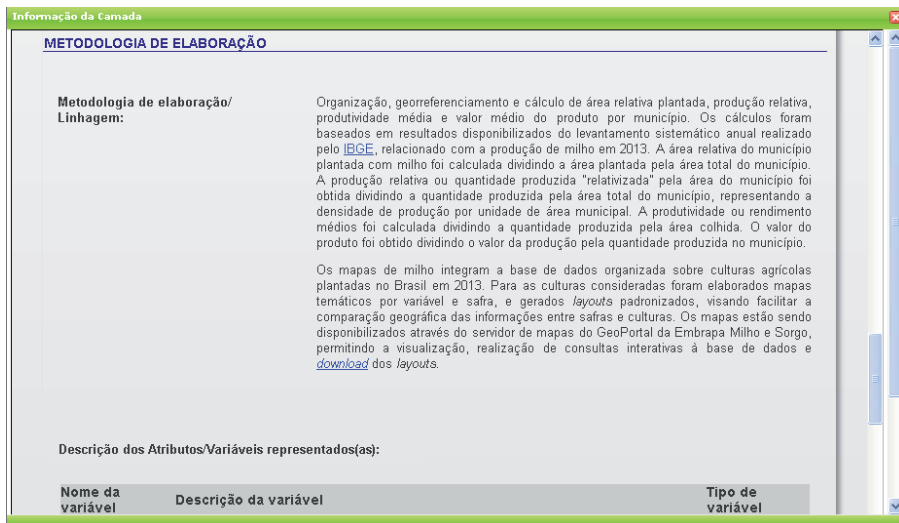 Informação da Camada
METODOLOGIA DE ELABORAÇÃO
Metodologia de elaboração/
Linhagem:
Organização, georreferenciamento e cálculo de área relativa plantada, produção relativa,
produtividade média e valor médio do produto por município. Os cálculos foram
baseados em resultados disponibilizados do levantamento sistemático anual realizado
pelo IBGE, relacionado com a produção de milho em 2013. A área relativa do município
plantada com milho foi calculada dividindo a área plantada pela área total do município.
A produção relativa ou quantidade produzida "relativizada" pela área do município foi
obtida dividindo a quantidade produzida pela área total do município, representando a
densidade de produção por unidade de área municipal. A produtividade ou rendimento
médios foi calculada dividindo a quantidade produzida pela área colhida. O valor do
produto foi obtido dividindo o valor da produção pela quantidade produzida no município.
Os mapas de milho integram a base de dados organizada sobre culturas agrícolas
plantadas no Brasil em 2013. Para as culturas consideradas foram elaborados mapas
temáticos por variável e safra, e gerados layouts padronizados, visando facilitar a
comparação geográfica das informações entre safras e culturas. Os mapas estão sendo
disponibilizados através do servidor de mapas do GeoPortal da Embrapa Milho e Sorgo,
permitindo a visualização, realização de consultas interativas à base de dados e
download dos layouts.
Descrição dos Atributos/Variáveis representados(as):
Nome da
variável
Descrição da variável
Tipo de
variável